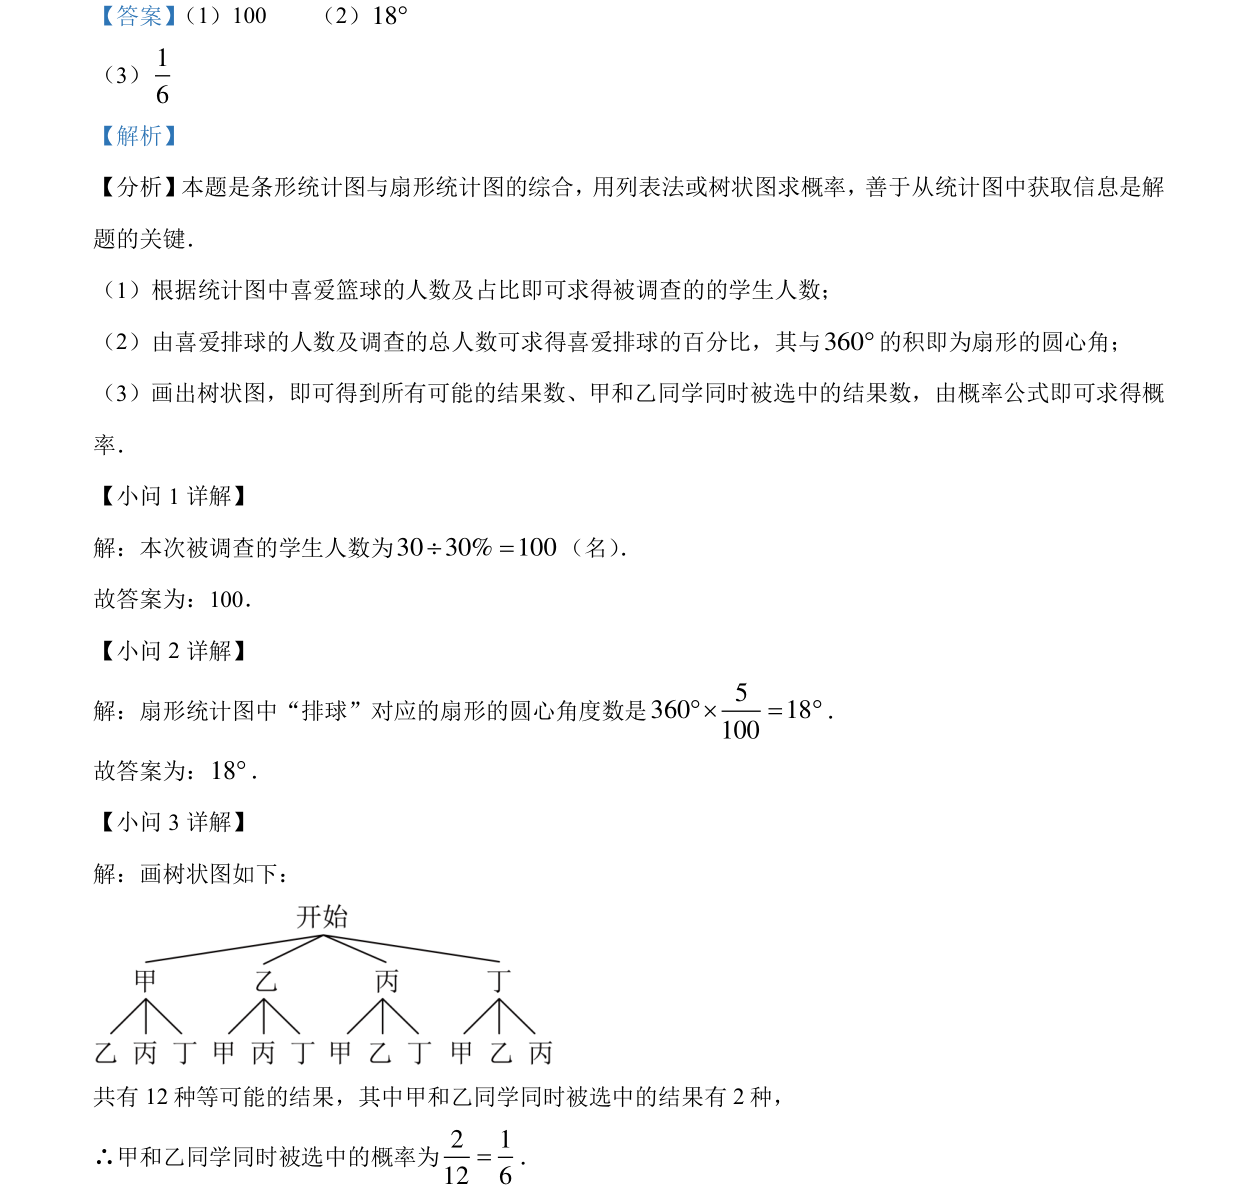 【答案】（1）100 （2）18°
（3）1/6
【解析】
【分析】本题是条形统计图与扇形统计图的综合，用列表法或树状图求概率，善于从统计图中获取信息是解
题的关键．
（1）根据统计图中喜爱篮球的人数及占比即可求得被调查的的学生人数；
（2）由喜爱排球的人数及调查的总人数可求得喜爱排球的百分比，其与360°的积即为扇形的圆心角；
（3）画出树状图，即可得到所有可能的结果数、甲和乙同学同时被选中的结果数，由概率公式即可求得概
率．
【小问 1 详解】
解：本次被调查的学生人数为30÷30%=100（名）．
故答案为：100．
【小问 2 详解】
解：扇形统计图中“排球”对应的扇形的圆心角度数是360°×5/100=18°．
故答案为：18°．
【小问 3 详解】
解：画树状图如下：
开始
甲 乙 丙 丁
乙 丙 丁 甲 丙 丁 甲 乙 丁 甲 乙 丙
共有 12 种等可能的结果，其中甲和乙同学同时被选中的结果有 2 种，
∴甲和乙同学同时被选中的概率为2/12=1/6．